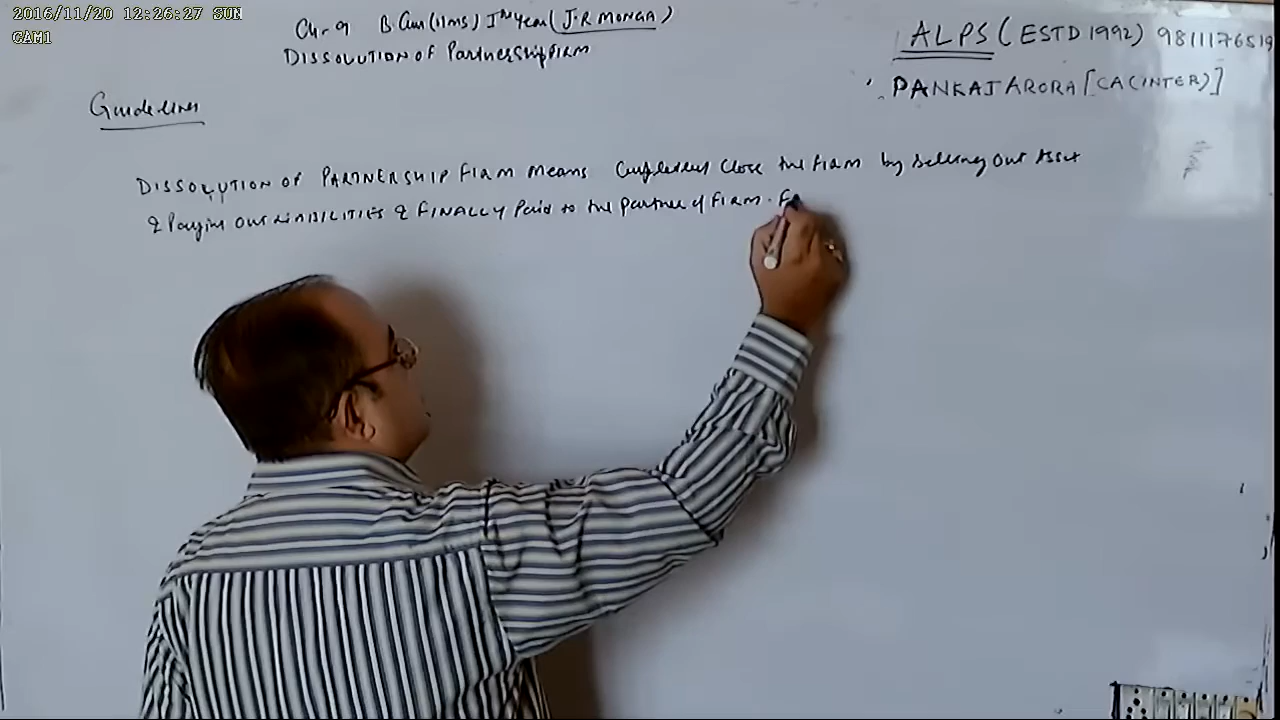 2016/11/20 12:26:27 SUN
CAM1
Ch-9 B Com (Hons) Ist Year (J.R MONGA)
DISSOLUTION OF Partnership FIRM
ALPS (ESTD 1992) 9811176519
PANKAJ ARORA [CA (INTER)]
Guidelines
DISSOLUTION OF PARTNERSHIP FIRM Means Completely Close the FIRM by Selling Out Asset
& Paying Out LIABILITIES & FINALLY Paid to the partner of FIRM.